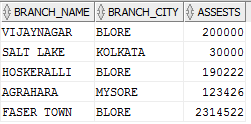 BRANCH_NAME BRANCH_CITY ASSESTS
VIJAYNAGAR BLORE 200000
SALT LAKE KOLKATA 30000
HOSKERALLI BLORE 190222
AGRAHARA MYSORE 123426
FASER TOWN BLORE 2314522